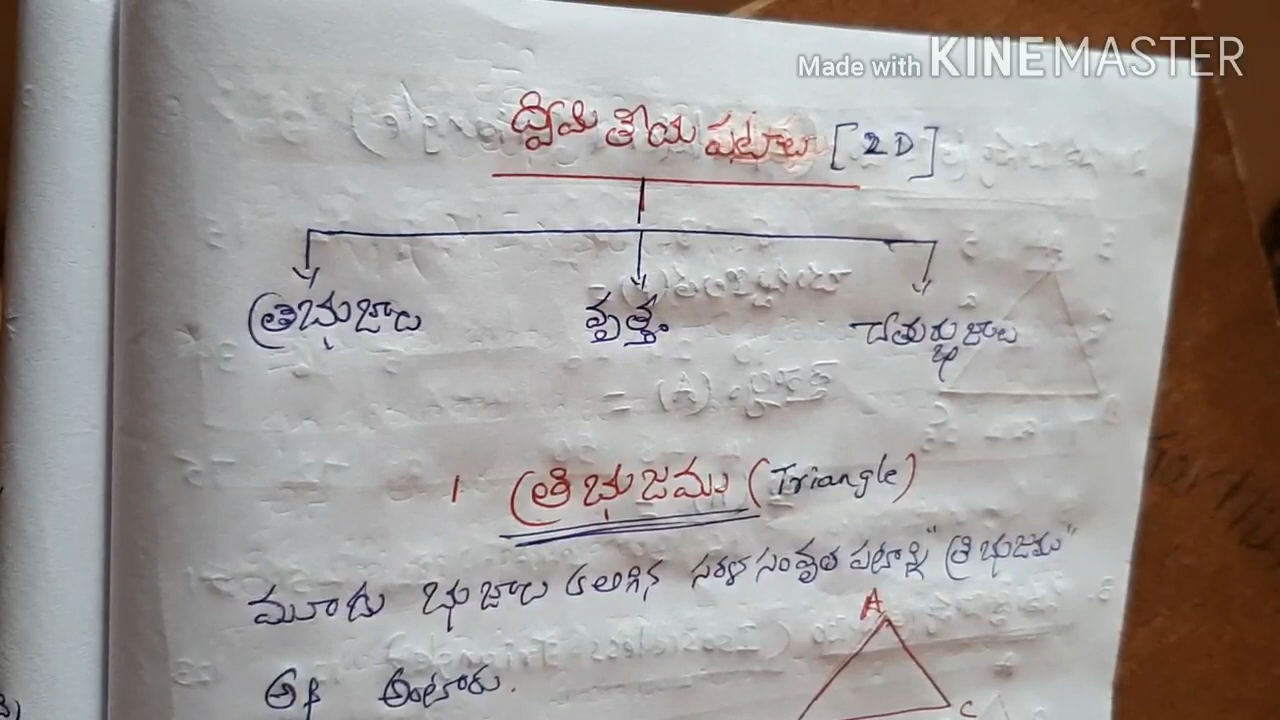 Made with KINEMASTER
ద్విమితీయ పటాలు [2D]
త్రిభుజాలు వృత్తం చతుర్భుజాలు
1 త్రిభుజము (Triangle)
మూడు భుజాలు కలిగిన సరళ సంవృత పటాన్ని "త్రిభుజము"
A
అని అంటారు.
C